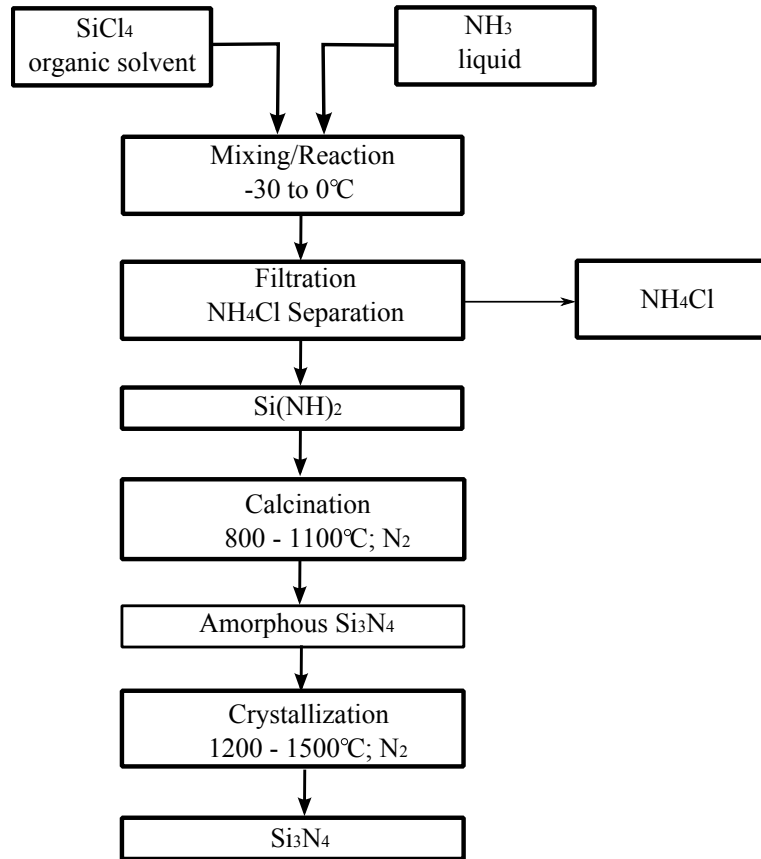 SiCl₄
organic solvent
NH₃
liquid
Mixing/Reaction
-30 to 0℃
Filtration
NH₄Cl Separation
NH₄Cl
Si(NH)₂
Calcination
800 - 1100℃; N₂
Amorphous Si₃N₄
Crystallization
1200 - 1500℃; N₂
Si₃N₄